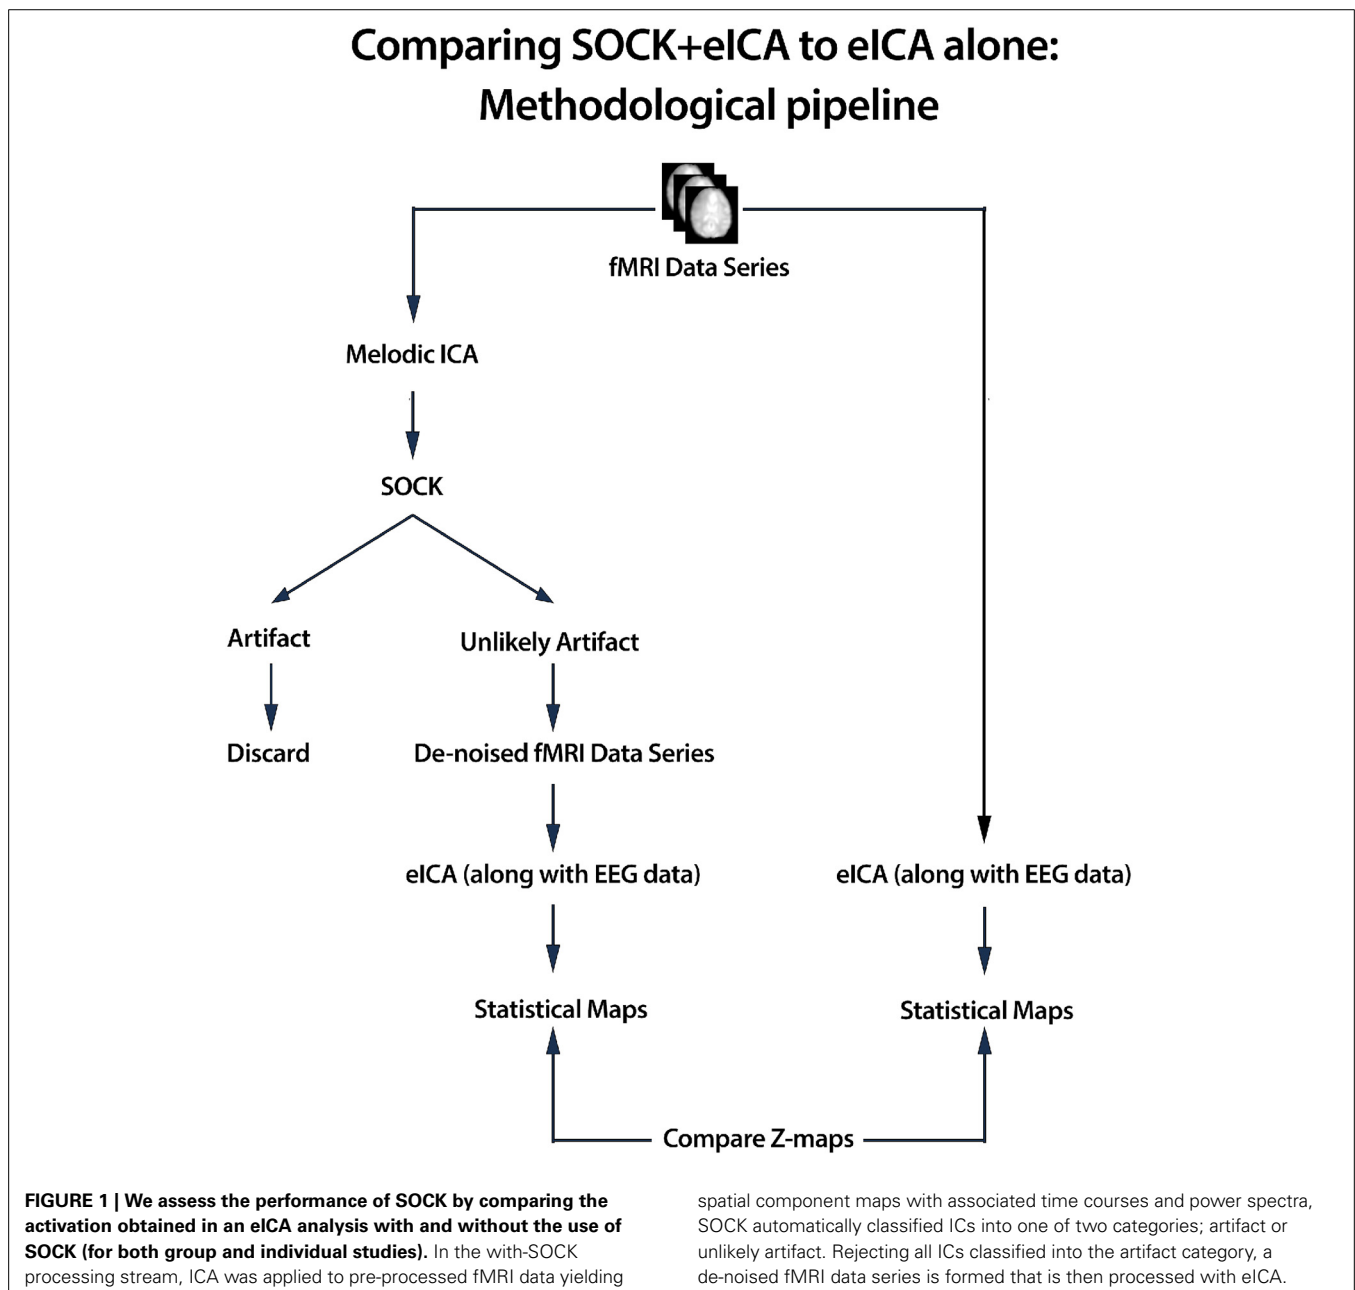 Comparing SOCK+eICA to eICA alone:
Methodological pipeline
fMRI Data Series
Melodic ICA
SOCK
Artifact
Unlikely Artifact
Discard
De-noised fMRI Data Series
eICA (along with EEG data)
eICA (along with EEG data)
Statistical Maps
Statistical Maps
Compare Z-maps
FIGURE 1 | We assess the performance of SOCK by comparing the
activation obtained in an eICA analysis with and without the use of
SOCK (for both group and individual studies). In the with-SOCK
processing stream, ICA was applied to pre-processed fMRI data yielding
spatial component maps with associated time courses and power spectra,
SOCK automatically classified ICs into one of two categories; artifact or
unlikely artifact. Rejecting all ICs classified into the artifact category, a
de-noised fMRI data series is formed that is then processed with eICA.